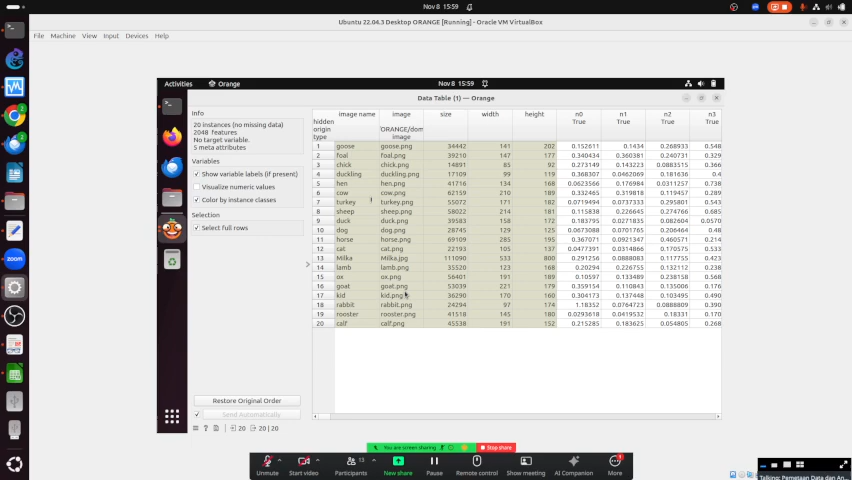 Nov 8 15:59
Ubuntu 22.04.3 Desktop ORANGE [Running] - Oracle VM VirtualBox
File Machine View Input Devices Help
Activities Orange Nov 8 15:59
Data Table (1) — Orange
Info
20 instances (no missing data)
2048 features
No target variable.
5 meta attributes
Variables
Show variable labels (if present)
Visualize numeric values
Color by instance classes
Selection
Select full rows
Restore Original Order
Send Automatically
20 20 | 20
image name image size width height n0 n1 n2 n3
True True True True
hidden
origin /ORANGE/dom
type image
1 goose goose.png 34442 141 202 0.152611 0.1434 0.268933 0.548
2 foal foal.png 39210 147 177 0.340434 0.360381 0.240731 0.329
3 chick chick.png 14891 85 92 0.273149 0.143223 0.0883515 0.366
4 duckling duckling.png 17109 99 119 0.368307 0.0462069 0.181636 0.4
5 hen hen.png 41716 134 168 0.0623566 0.176984 0.0311257 0.738
6 cow cow.png 62159 210 189 0.332465 0.319818 0.119457 0.289
7 turkey turkey.png 55072 171 182 0.0719494 0.0737333 0.295801 0.543
8 sheep sheep.png 58022 214 181 0.115838 0.226645 0.274766 0.685
9 duck duck.png 39583 158 172 0.183795 0.0271285 0.082604 0.0570
10 dog dog.png 28745 129 125 0.0673088 0.0701765 0.206464 0.48
11 horse horse.png 69109 285 195 0.367071 0.0921347 0.460571 0.214
12 cat cat.png 22193 105 137 0.0477391 0.0314866 0.170575 0.533
13 Milka Milka.jpg 111090 533 800 0.291256 0.0888083 0.117755 0.423
14 lamb lamb.png 35520 123 168 0.20294 0.226755 0.132112 0.238
15 ox ox.png 56401 191 189 0.10597 0.133489 0.238158 0.591
16 goat goat.png 53039 221 179 0.359154 0.110843 0.135006 0.176
17 kid kid.png 36290 170 160 0.304173 0.137448 0.103495 0.490
18 rabbit rabbit.png 24294 97 174 1.18352 0.0764723 0.0888809 0.390
19 rooster rooster.png 41518 145 180 0.0293618 0.0419532 0.18331 0.170
20 calf calf.png 45538 191 152 0.215285 0.183625 0.054805 0.268
You are screen sharing Stop share
13 1
Unmute Start video Participants New share Pause Remote control Show meeting AI Companion More
Talking: Pemetaan Data dan An...